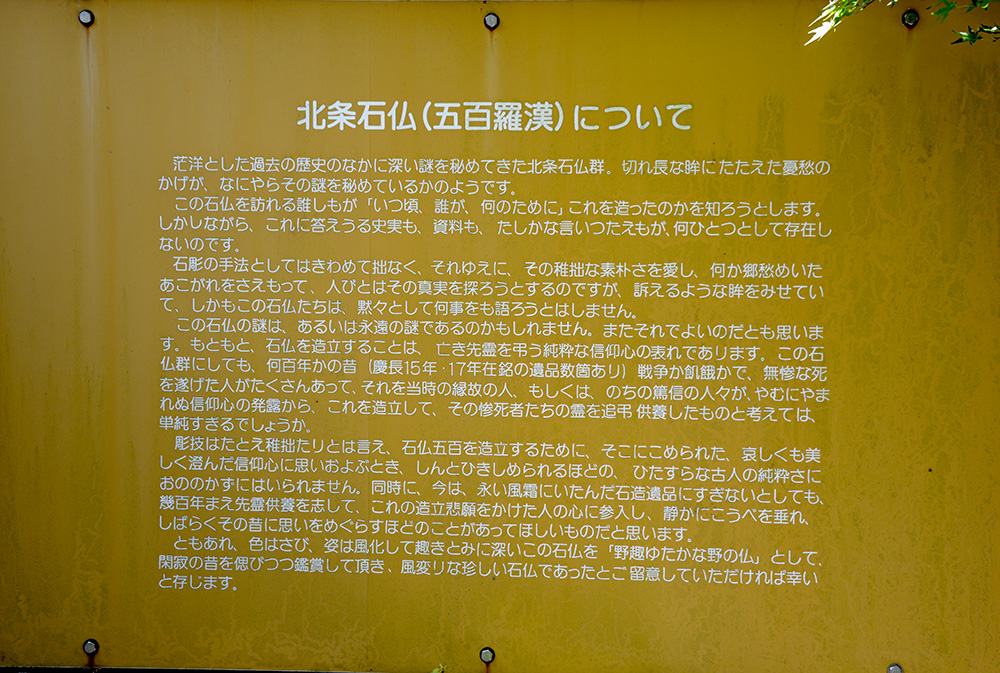 北条石仏(五百羅漢)について
茫洋とした過去の歴史のなかに深い謎を秘めてきた北条石仏群。切れ長な眸にたたえた憂愁の
かげが、なにやらその謎を秘めているかのようです。
この石仏を訪れる誰しもが「いつ頃、誰が、何のために」これを造ったのかを知ろうとします。
しかしながら、これに答えうる史実も、資料も、たしかな言いつたえもが、何ひとつとして存在し
ないのです。
石彫の手法としてはきわめて拙なく、それゆえに、その稚拙な素朴さを愛し、何か郷愁めいた
あこがれをさえもって、人びとはその真実を探ろうとするのですが、訴えるような眸をみせてい
て、しかもこの石仏たちは、黙々として何事をも語ろうとはしません。
この石仏の謎は、あるいは永遠の謎であるのかもしれません。またそれでよいのだとも思いま
す。もともと、石仏を造立することは、亡き先霊を弔う純粋な信仰心の表れであります。この石
仏群にしても、何百年かの昔(慶長15年・17年在銘の遺品数箇あり)戦争か飢餓かで、無惨な死
を遂げた人がたくさんあって、それを当時の縁故の人、もしくは、のちの篤信の人々が、やむにやま
れぬ信仰心の発露から、これを造立して、その惨死者たちの霊を追弔供養したものと考えては、
単純すぎるでしょうか。
彫技はたとえ稚拙たりとは言え、石仏五百を造立するために、そこにこめられた、哀しくも美
しく澄んだ信仰心に思いおよぶとき、しんとひきしめられるほどの、ひたすらな古人の純粋さに
おののかずにはいられません。同時に、今は、永い風霜にいたんだ石造遺品にすぎないとしても、
幾百年まえ先霊供養を志して、これの造立悲願をかけた人の心に参入し、静かにこうべを垂れ、
しばらくその昔に思いをめぐらすほどのことがあってほしいものだと思います。
ともあれ、色はさび、姿は風化して趣きとみに深いこの石仏を「野趣ゆたかな野の仏」として、
閑寂の昔を偲びつつ鑑賞して頂き、風変りな珍しい石仏であったとご留意していただければ幸い
と存じます。